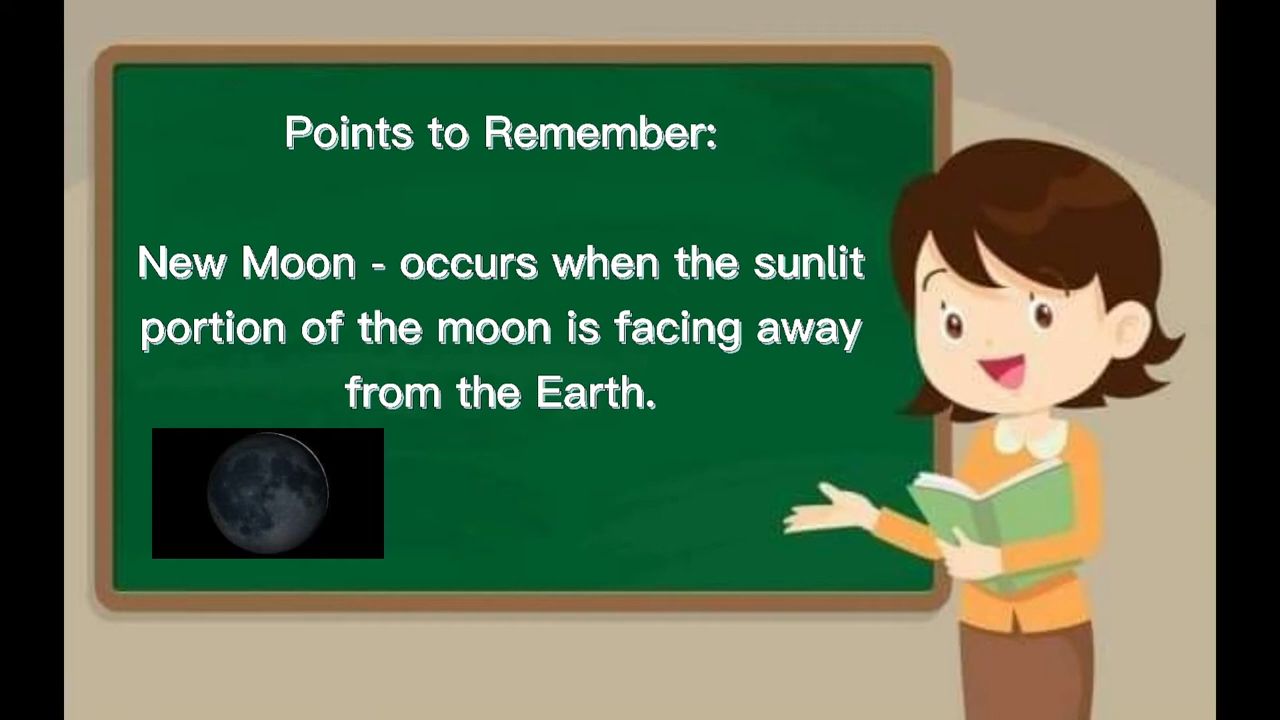 Points to Remember:
New Moon - occurs when the sunlit
portion of the moon is facing away
from the Earth.